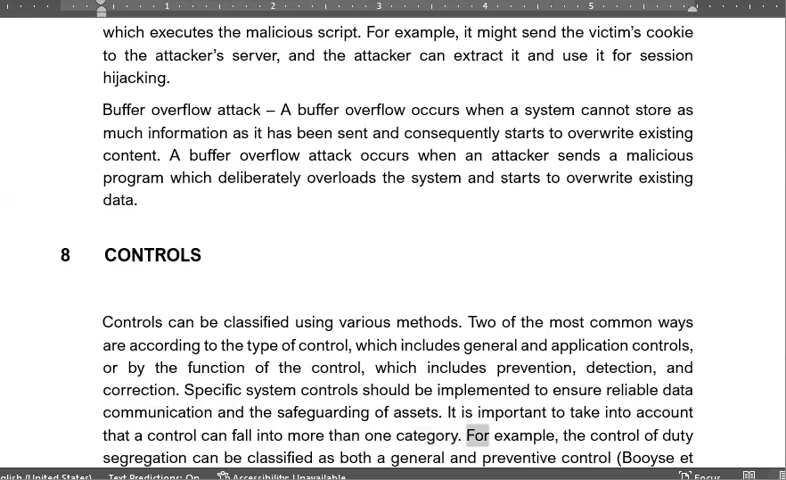 1 2 3 4 5
which executes the malicious script. For example, it might send the victim’s cookie
to the attacker’s server, and the attacker can extract it and use it for session
hijacking.
Buffer overflow attack – A buffer overflow occurs when a system cannot store as
much information as it has been sent and consequently starts to overwrite existing
content. A buffer overflow attack occurs when an attacker sends a malicious
program which deliberately overloads the system and starts to overwrite existing
data.
8 CONTROLS
Controls can be classified using various methods. Two of the most common ways
are according to the type of control, which includes general and application controls,
or by the function of the control, which includes prevention, detection, and
correction. Specific system controls should be implemented to ensure reliable data
communication and the safeguarding of assets. It is important to take into account
that a control can fall into more than one category. For example, the control of duty
segregation can be classified as both a general and preventive control (Booyse et
glish (United States) Text Predictions: On Accessibility: Unavailable Focus